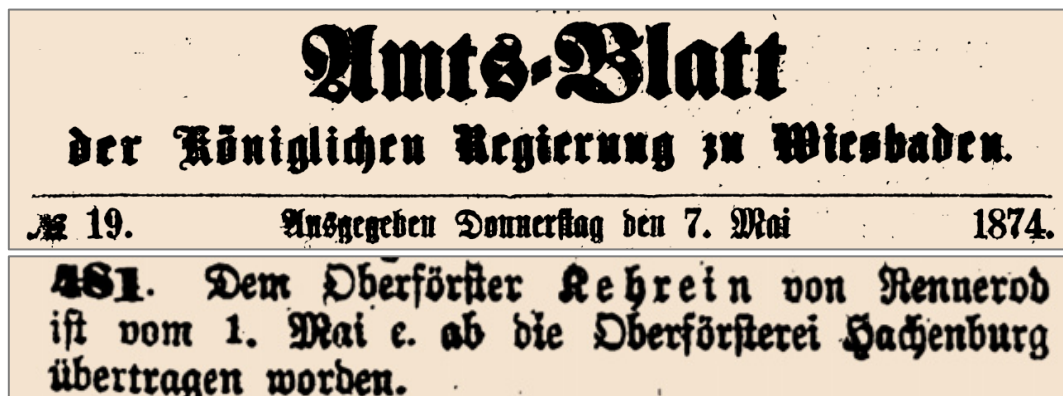 Amts-Blatt
der Königlichen Regierung zu Wiesbaden.
№ 19. Ausgegeben Donnerstag den 7. Mai 1874.
481. Dem Oberförster Kehrein von Rennerod
ist vom 1. Mai c. ab die Oberförsterei Hachenburg
übertragen worden.